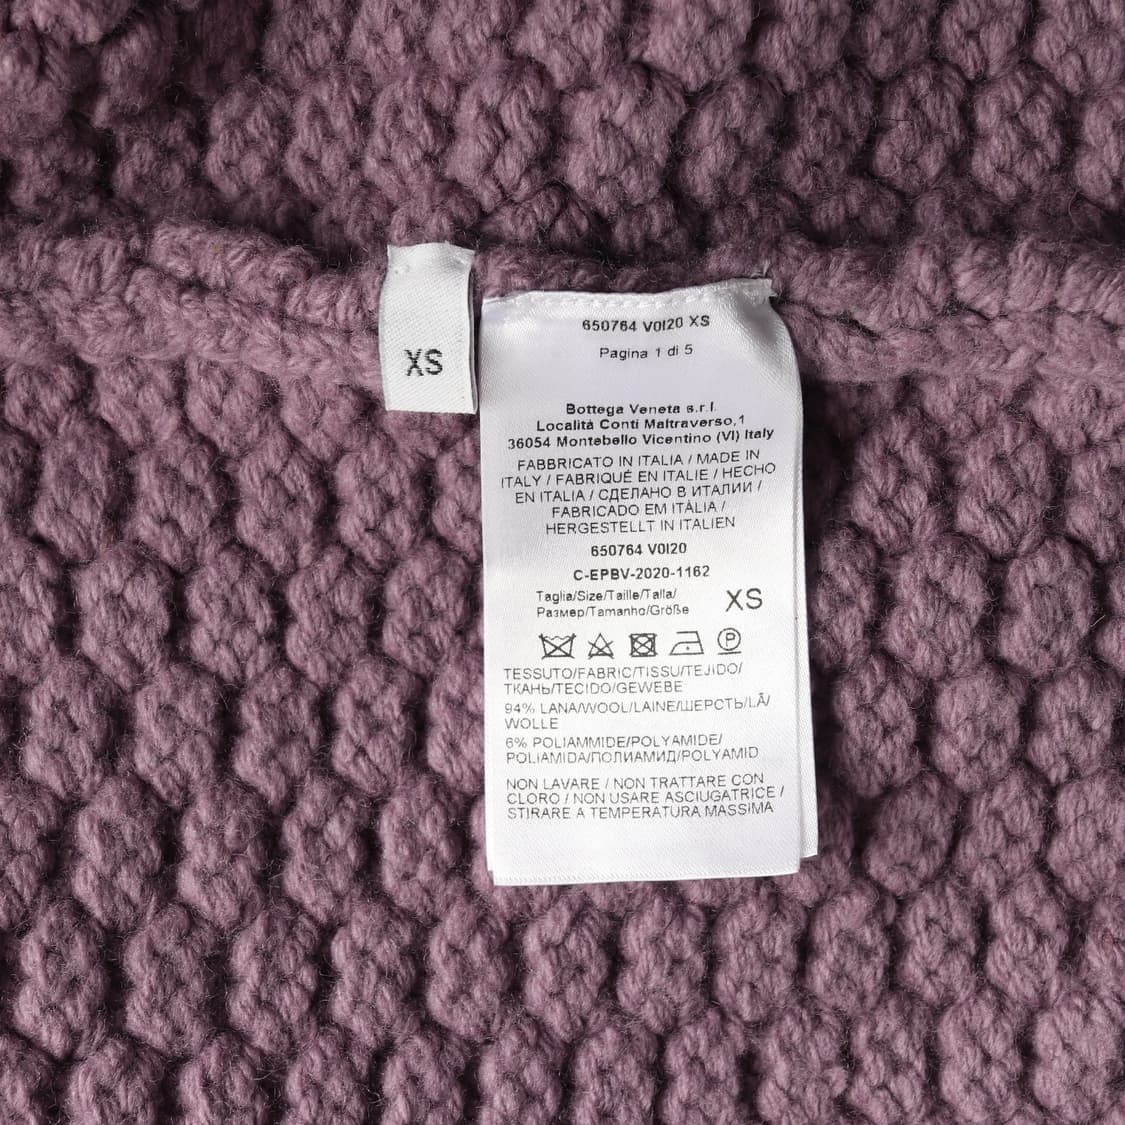 XS
650764 V0I20 XS
Pagina 1 di 5
Bottega Veneta s.r.l.
Località Conti Maltraverso,1
36054 Montebello Vicentino (VI) Italy
FABBRICATO IN ITALIA / MADE IN
ITALY / FABRIQUÉ EN ITALIE / HECHO
EN ITALIA / СДЕЛАНО В ИТАЛИИ /
FABRICADO EM ITÁLIA /
HERGESTELLT IN ITALIEN
650764 V0I20
C-EPBV-2020-1162
Taglia/Size/Taille/Talla/
Размер/Tamanho/Größe XS
P
TESSUTO/FABRIC/TISSU/TEJIDO/
ТКАНЬ/TECIDO/GEWEBE
94% LANA/WOOL/LAINE/ШЕРСТЬ/LÃ/
WOLLE
6% POLIAMMIDE/POLYAMIDE/
POLIAMIDA/ПОЛИАМИД/POLYAMID
NON LAVARE / NON TRATTARE CON
CLORO / NON USARE ASCIUGATRICE /
STIRARE A TEMPERATURA MASSIMA